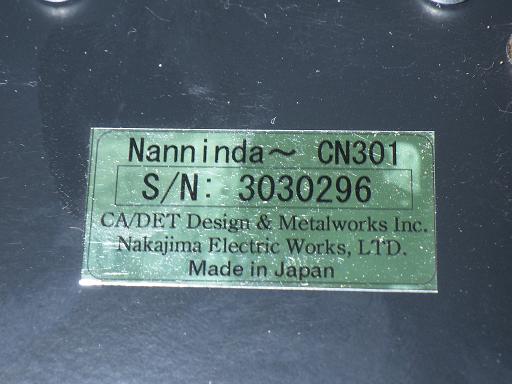 Nanninda～ CN301
S/N: 3030296
CA/DET Design & Metalworks Inc.
Nakajima Electric Works, LTD.
Made in Japan